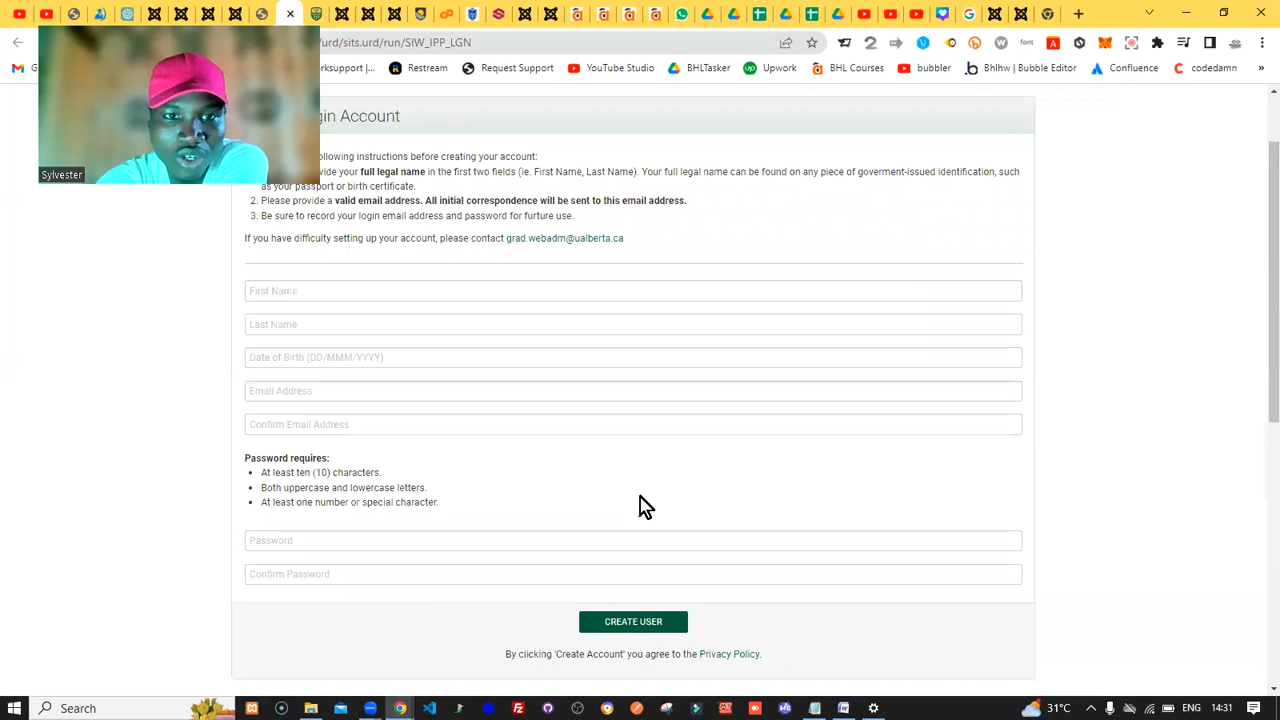 ord/sits.urd/run/SIW_IPP_LGN
rksupport |...
Restream
Request Support
YouTube Studio
BHLTasker
Upwork
BHL Courses
bubbler
Bhlhw | Bubble Editor
Confluence
codedamn
font
Sylvester
gin Account
ollowing instructions before creating your account:
vide your full legal name in the first two fields (ie. First Name, Last Name). Your full legal name can be found on any piece of goverment-issued identification, such
as your passport or birth certificate.
2. Please provide a valid email address. All initial correspondence will be sent to this email address.
3. Be sure to record your login email address and password for furture use.
If you have difficulty setting up your account, please contact grad.webadm@ualberta.ca
First Name
Last Name
Date of Birth (DD/MMM/YYYY)
Email Address
Confirm Email Address
Password requires:
• At least ten (10) characters.
• Both uppercase and lowercase letters.
• At least one number or special character.
Password
Confirm Password
CREATE USER
By clicking 'Create Account' you agree to the Privacy Policy.
Search
31°C
ENG
14:31